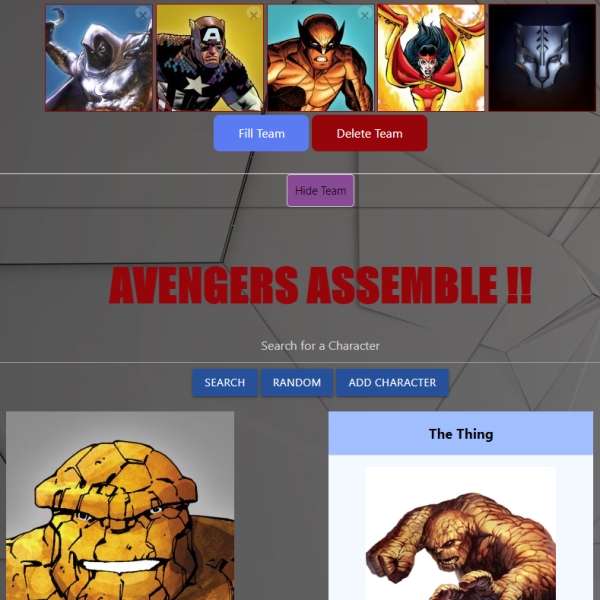 Fill Team
Delete Team
Hide Team
AVENGERS ASSEMBLE !!
Search for a Character
SEARCH
RANDOM
ADD CHARACTER
The Thing